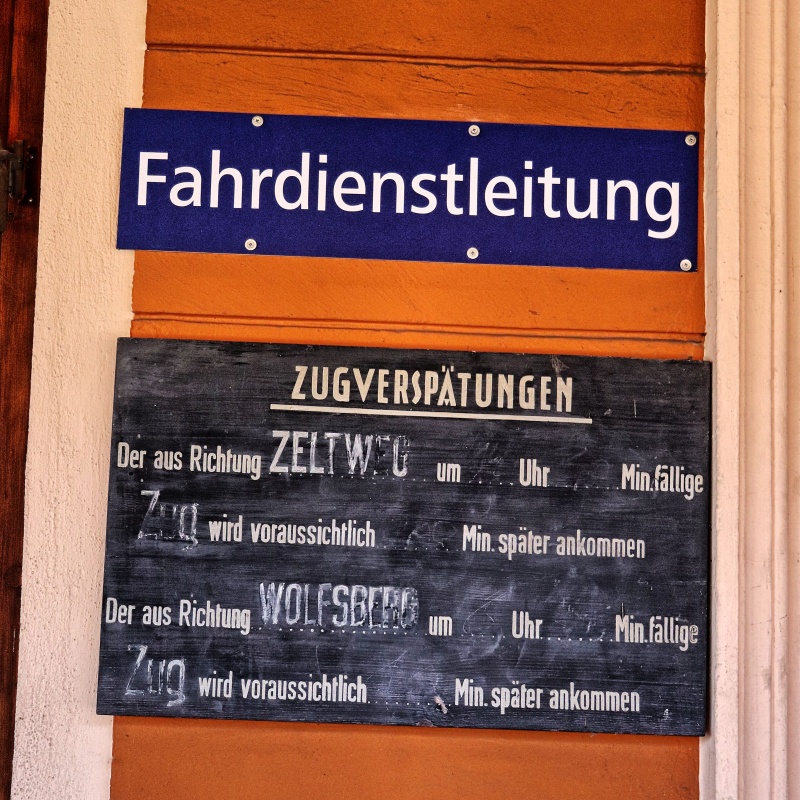 Fahrdienstleitung
ZUGVERSPÄTUNGEN
Der aus Richtung ZELTWEG um Uhr Min.fällige
Zug wird voraussichtlich Min. später ankommen
Der aus Richtung WOLFSBERG um Uhr Min.fällige
Zug wird voraussichtlich Min. später ankommen